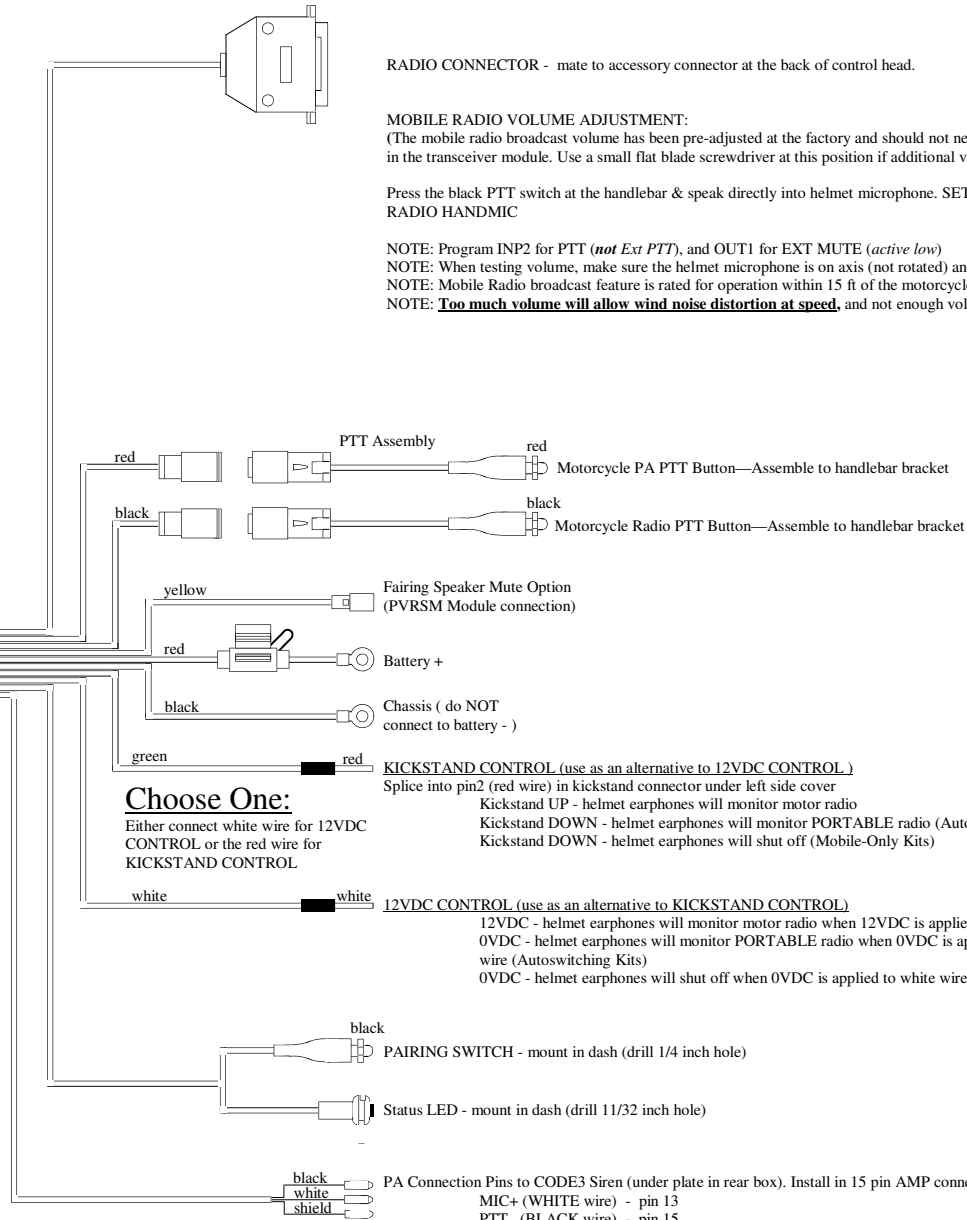 RADIO CONNECTOR - mate to accessory connector at the back of control head.
MOBILE RADIO VOLUME ADJUSTMENT:
(The mobile radio broadcast volume has been pre-adjusted at the factory and should not
in the transceiver module. Use a small flat blade screwdriver at this position if additional
Press the black PTT switch at the handlebar & speak directly into helmet microphone.
RADIO HANDMIC
NOTE: Program INP2 for PTT (not Ext PTT), and OUT1 for EXT MUTE (active low)
NOTE: When testing volume, make sure the helmet microphone is on axis (not rotated)
NOTE: Mobile Radio broadcast feature is rated for operation within 15 ft of the
NOTE: Too much volume will allow wind noise distortion at speed, and not enough
PTT Assembly
red
red
Motorcycle PA PTT Button—Assemble to handlebar bracket
black
black
Motorcycle Radio PTT Button—Assemble to handlebar bracket
yellow
Fairing Speaker Mute Option
(PVRSM Module connection)
red
Battery +
black
Chassis ( do NOT
connect to battery - )
green
red
KICKSTAND CONTROL (use as an alternative to 12VDC CONTROL )
Splice into pin2 (red wire) in kickstand connector under left side cover
Kickstand UP - helmet earphones will monitor motor radio
Kickstand DOWN - helmet earphones will monitor PORTABLE radio
Kickstand DOWN - helmet earphones will shut off (Mobile-Only Kits)
Choose One:
Either connect white wire for 12VDC
CONTROL or the red wire for
KICKSTAND CONTROL
white
white
12VDC CONTROL (use as an alternative to KICKSTAND CONTROL)
12VDC - helmet earphones will monitor motor radio when 12VDC is
0VDC - helmet earphones will monitor PORTABLE radio when 0VDC is
wire (Autoswitching Kits)
0VDC - helmet earphones will shut off when 0VDC is applied to white wire
black
PAIRING SWITCH - mount in dash (drill 1/4 inch hole)
Status LED - mount in dash (drill 11/32 inch hole)
black
white
shield
PA Connection Pins to CODE3 Siren (under plate in rear box). Install in 15 pin AMP
MIC+ (WHITE wire) - pin 13
PTT (BLACK wire) - pin 15